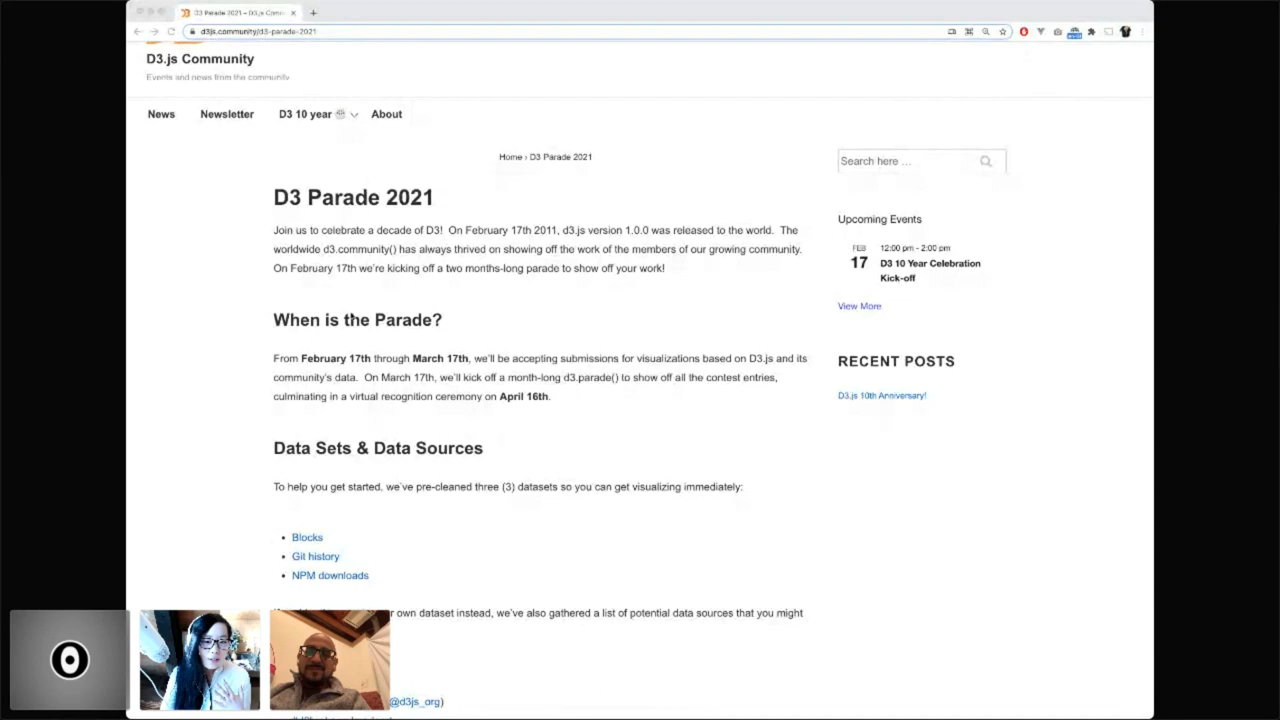 D3 Parade 2021 – D3.js Comm
d3js.community/d3-parade-2021
D3.js Community
Events and news from the community
News Newsletter D3 10 year About
Home › D3 Parade 2021
Search here …
D3 Parade 2021
Join us to celebrate a decade of D3! On February 17th 2011, d3.js version 1.0.0 was released to the world. The
worldwide d3.community() has always thrived on showing off the work of the members of our growing community.
On February 17th we're kicking off a two months-long parade to show off your work!
When is the Parade?
From February 17th through March 17th, we'll be accepting submissions for visualizations based on D3.js and its
community's data. On March 17th, we'll kick off a month-long d3.parade() to show off all the contest entries,
culminating in a virtual recognition ceremony on April 16th.
Data Sets & Data Sources
To help you get started, we've pre-cleaned three (3) datasets so you can get visualizing immediately:
Blocks
Git history
NPM downloads
own dataset instead, we've also gathered a list of potential data sources that you might
@d3js_org)
Upcoming Events
FEB
17
12:00 pm - 2:00 pm
D3 10 Year Celebration
Kick-off
View More
RECENT POSTS
D3.js 10th Anniversary!